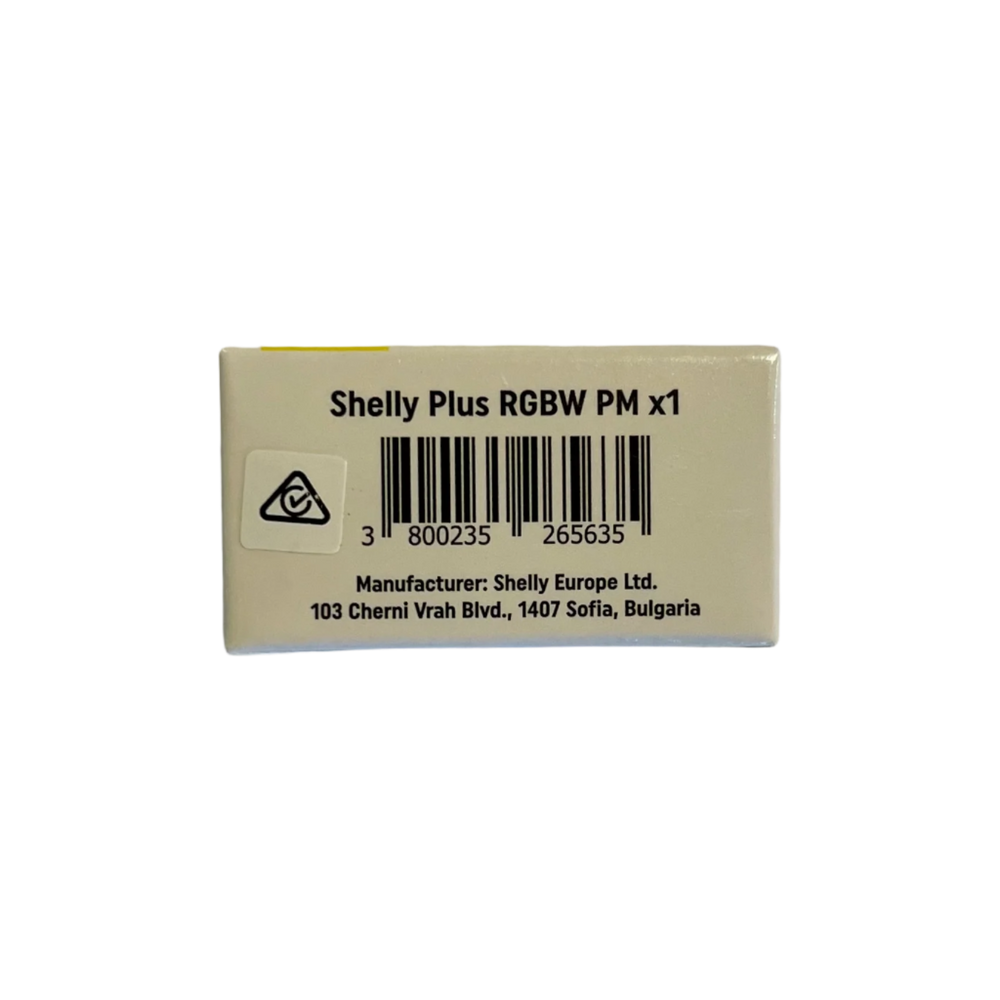 Shelly Plus RGBW PM x1
3 800235 265635
Manufacturer: Shelly Europe Ltd.
103 Cherni Vrah Blvd., 1407 Sofia, Bulgaria